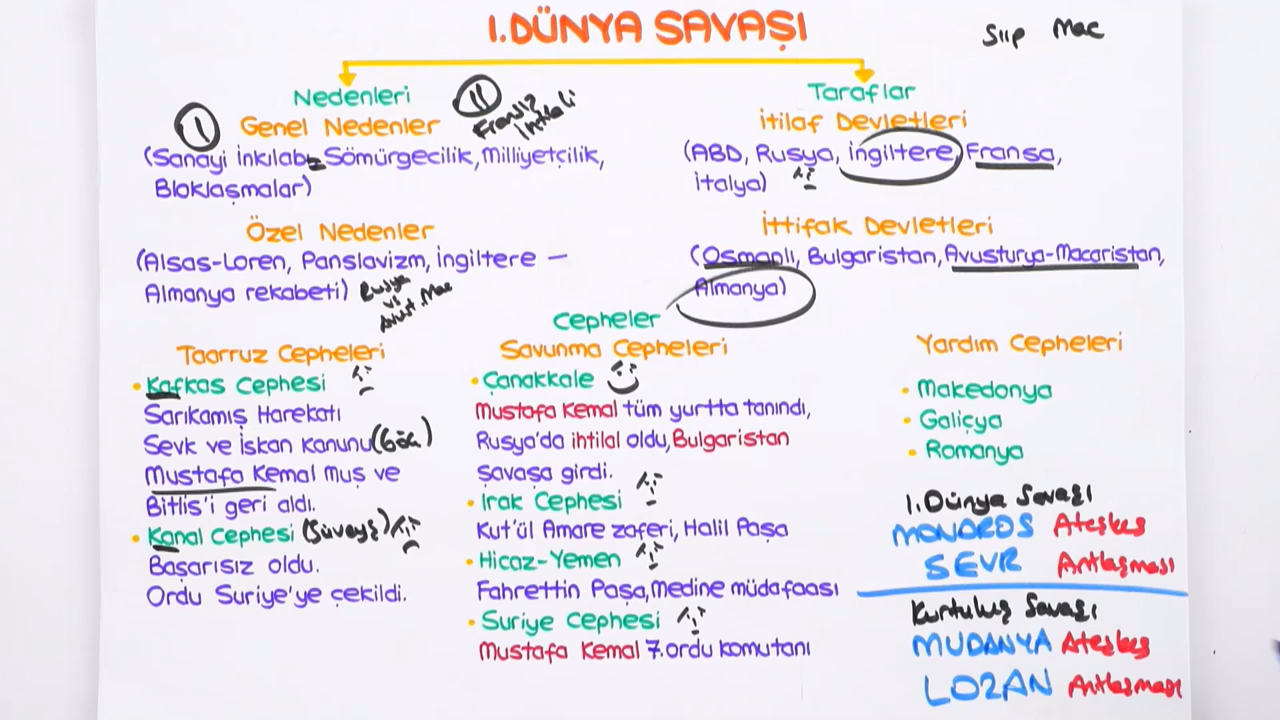 I. DÜNYA SAVAŞI
Siip Mac
Nedenleri
I
Genel Nedenler
II
Fransız
İhtilali
(Sanayi İnkılabı= Sömürgecilik, Milliyetçilik,
Bloklaşmalar)
Özel Nedenler
(Alsas-Loren, Panslavizm, İngiltere –
Almanya rekabeti)
Rusya
vs
Avust. Mac
Taraflar
İtilaf Devletleri
(ABD, Rusya, İngiltere, Fransa,
İtalya)
İttifak Devletleri
(Osmanlı, Bulgaristan, Avusturya-Macaristan,
Almanya)
Cepheler
Taarruz Cepheleri
• Kafkas Cephesi
Sarıkamış Harekatı
Sevk ve İskan Kanunu (Göç)
Mustafa Kemal Muş ve
Bitlis'i geri aldı.
• Kanal Cephesi (Süveyş)
Başarısız oldu.
Ordu Suriye'ye çekildi.
Savunma Cepheleri
• Çanakkale
Mustafa Kemal tüm yurtta tanındı,
Rusya'da ihtilal oldu, Bulgaristan
savaşa girdi.
• Irak Cephesi
Kut'ül Amare zaferi, Halil Paşa
• Hicaz-Yemen
Fahrettin Paşa, Medine müdafaası
• Suriye Cephesi
Mustafa Kemal 7. ordu komutanı
Yardım Cepheleri
• Makedonya
• Galiçya
• Romanya
1. Dünya Savaşı
MONDROS Ateşkes
SEVR Antlaşması
Kurtuluş Savaşı
MUDANYA Ateşkes
LOZAN Antlaşması